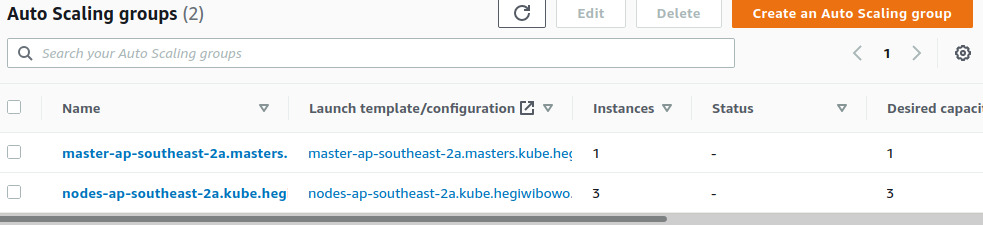 Auto Scaling groups (2)
Edit
Delete
Create an Auto Scaling group
Search your Auto Scaling groups
1
Name
Launch template/configuration
Instances
Status
Desired capaci
master-ap-southeast-2a.masters. master-ap-southeast-2a.masters.kube.heg 1 - 1
nodes-ap-southeast-2a.kube.heg nodes-ap-southeast-2a.kube.hegiwibowo. 3 - 3